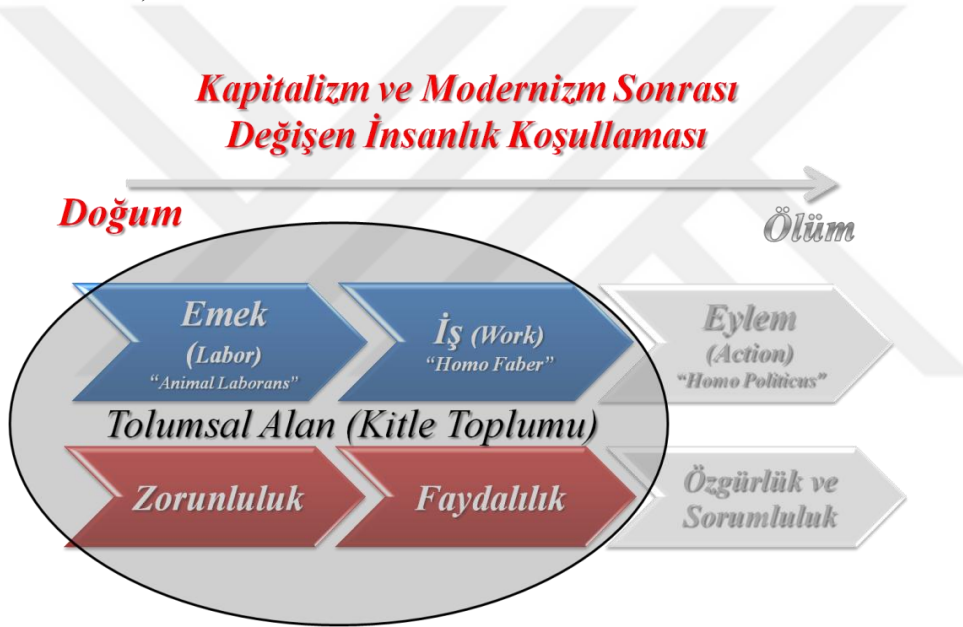 Kapitalizm ve Modernizm Sonrası
Değişen İnsanlık Koşullaması
Doğum
Ölüm
Emek
(Labor)
“Animal Laborans”
İş (Work)
“Homo Faber”
Eylem
(Action)
“Homo Politicus”
Tolumsal Alan (Kitle Toplumu)
Zorunluluk
Faydalılık
Özgürlük ve
Sorumluluk